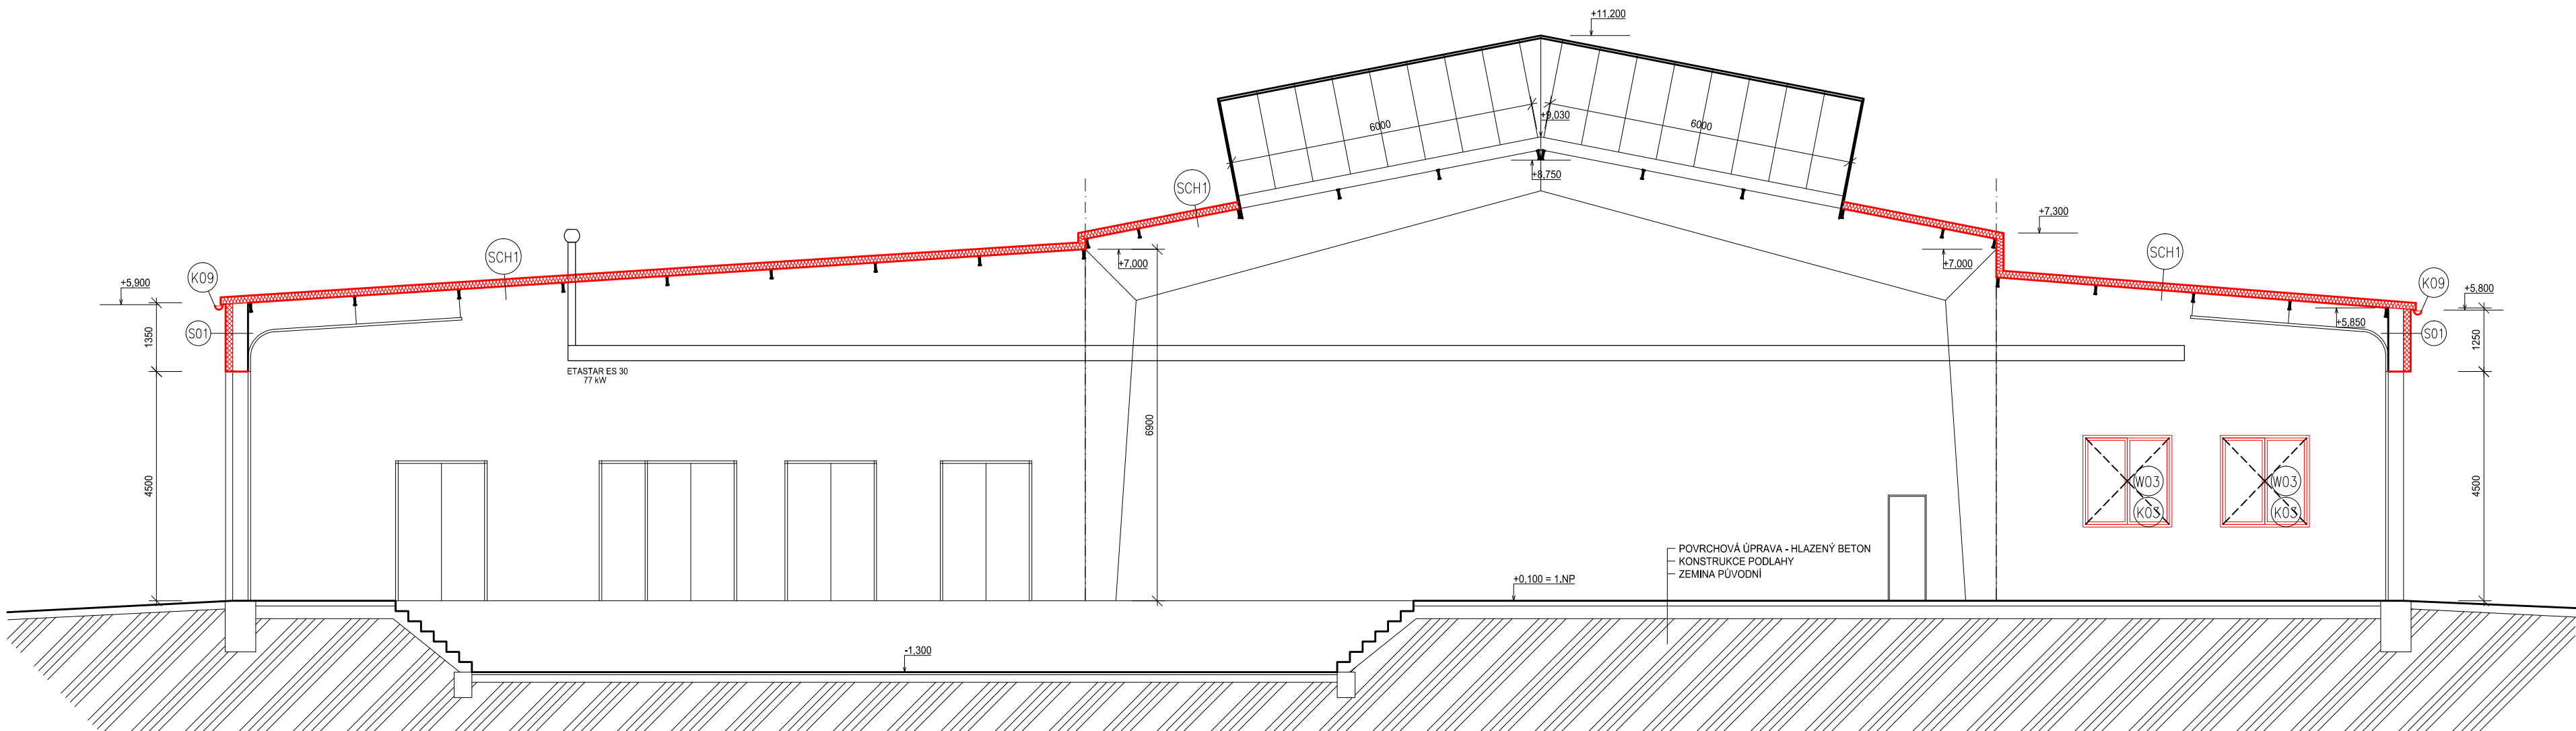 +11,200
+9,030
6000
6000
+8,750
SCH1
+7,300
SCH1
SCH1
+7,000
+7,000
K09
K09
+5,900
+5,800
S01
+5,850
S01
1350
1250
ETASTAR ES 30
77 kW
6900
4500
4500
W03
W03
K03
K03
POVRCHOVÁ ÚPRAVA - HLAZENÝ BETON
KONSTRUKCE PODLAHY
ZEMINA PŮVODNÍ
+0,100 = 1.NP
-1,300